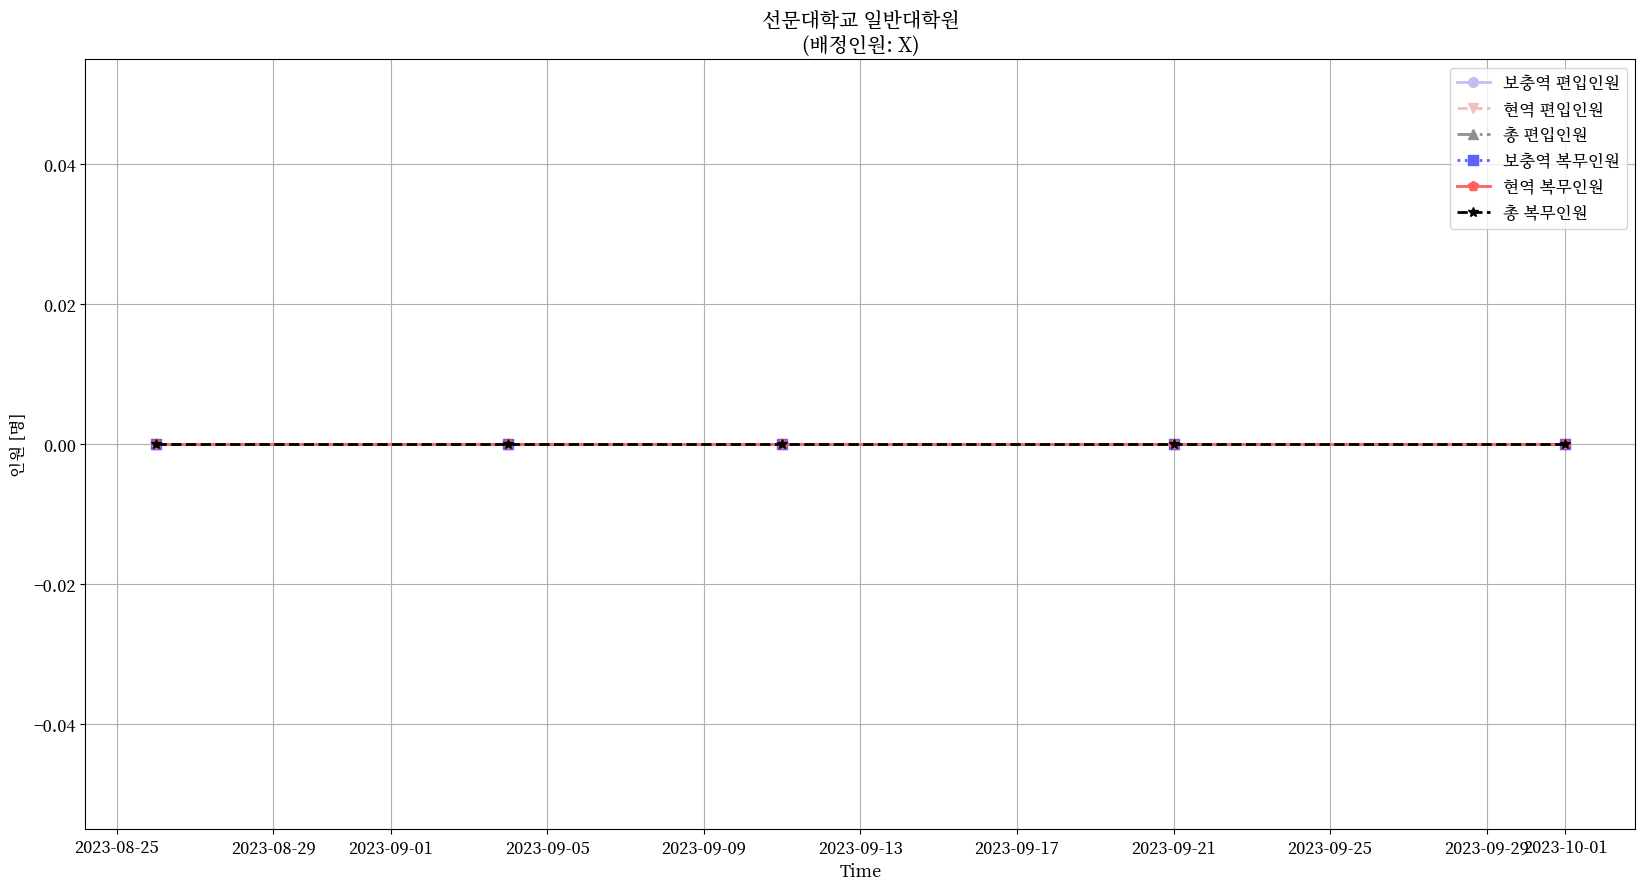 선문대학교 일반대학원
(배정인원: X)
보충역 편입인원
현역 편입인원
총 편입인원
보충역 복무인원
현역 복무인원
총 복무인원
인원 [명]
0.04
0.02
0.00
−0.02
−0.04
2023-08-25
2023-08-29
2023-09-01
2023-09-05
2023-09-09
2023-09-13
2023-09-17
2023-09-21
2023-09-25
2023-09-29
2023-10-01
Time